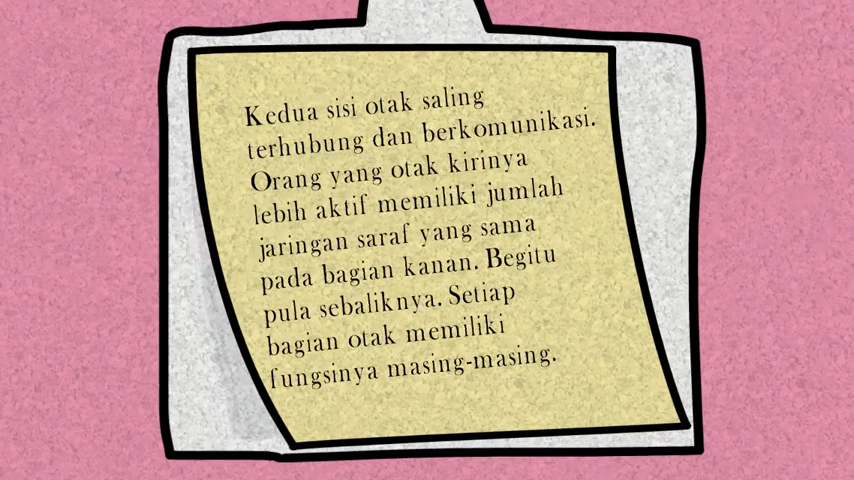 Kedua sisi otak saling
terhubung dan berkomunikasi.
Orang yang otak kirinya
lebih aktif memiliki jumlah
jaringan saraf yang sama
pada bagian kanan. Begitu
pula sebaliknya. Setiap
bagian otak memiliki
fungsinya masing-masing.